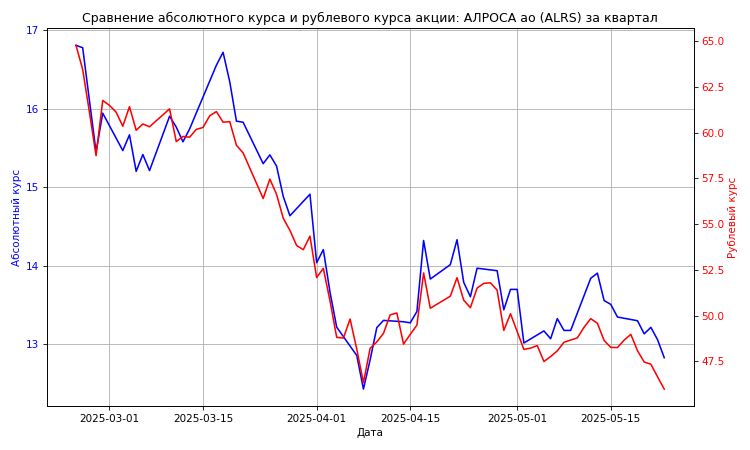 Сравнение абсолютного курса и рублевого курса акции: АЛРОСА ао (ALRS) за квартал
17
16
15
14
13
Абсолютный курс
65.0
62.5
60.0
57.5
55.0
52.5
50.0
47.5
Рублевый курс
2025-03-01 2025-03-15 2025-04-01 2025-04-15 2025-05-01 2025-05-15
Дата